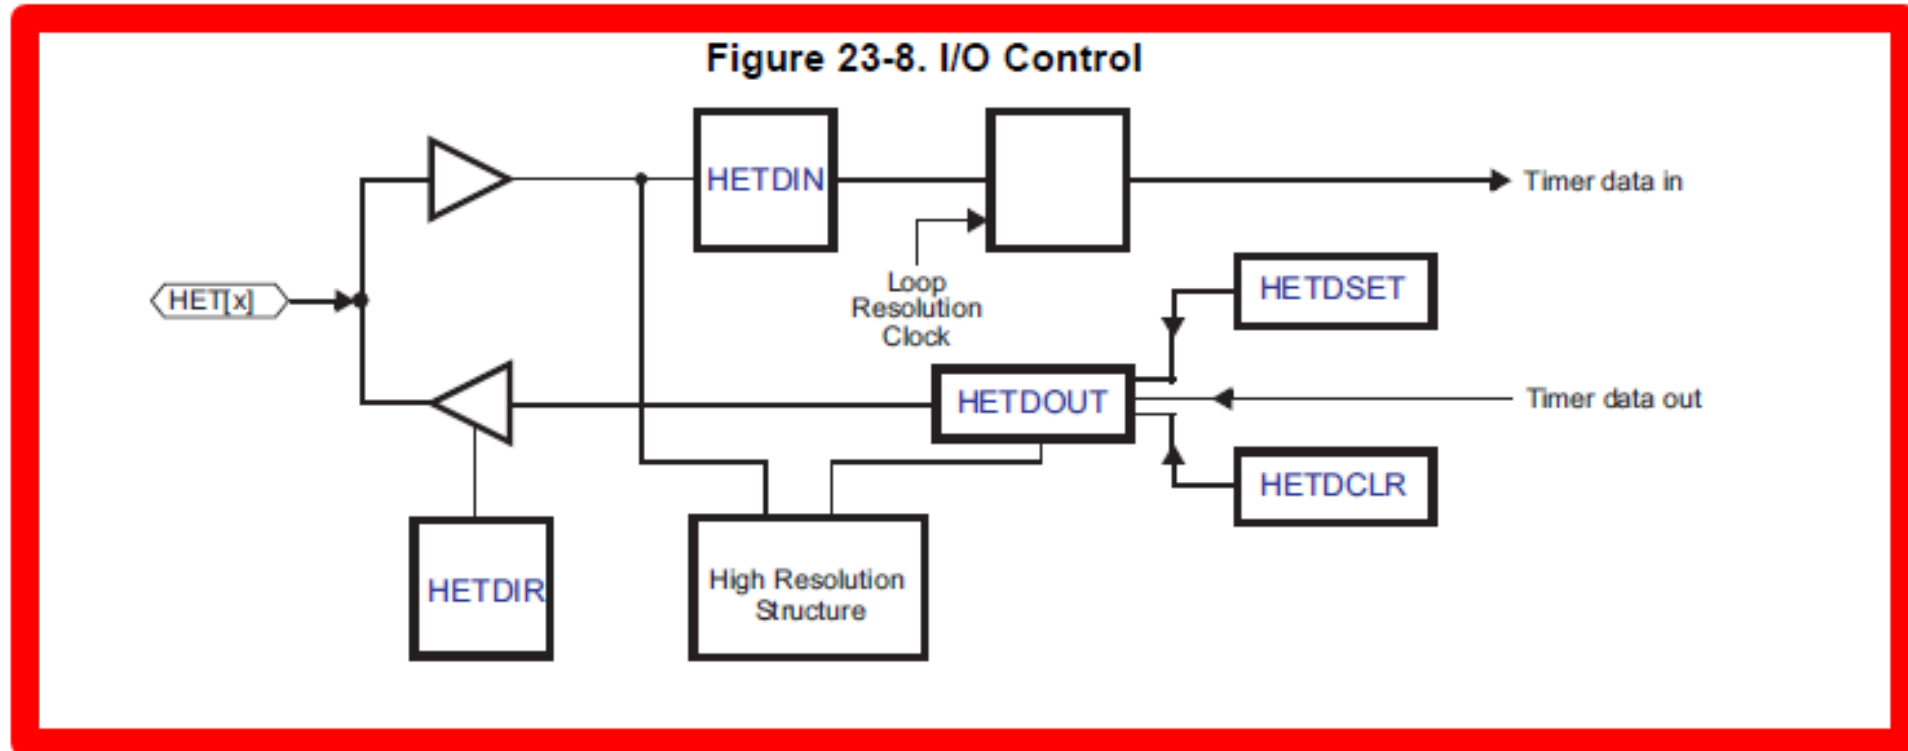 Figure 23-8. I/O Control
HETDIN
Timer data in
HET[x]
Loop
Resolution
Clock
HETDSET
HETDOUT
Timer data out
HETDCLR
HETDIR
High Resolution
Structure